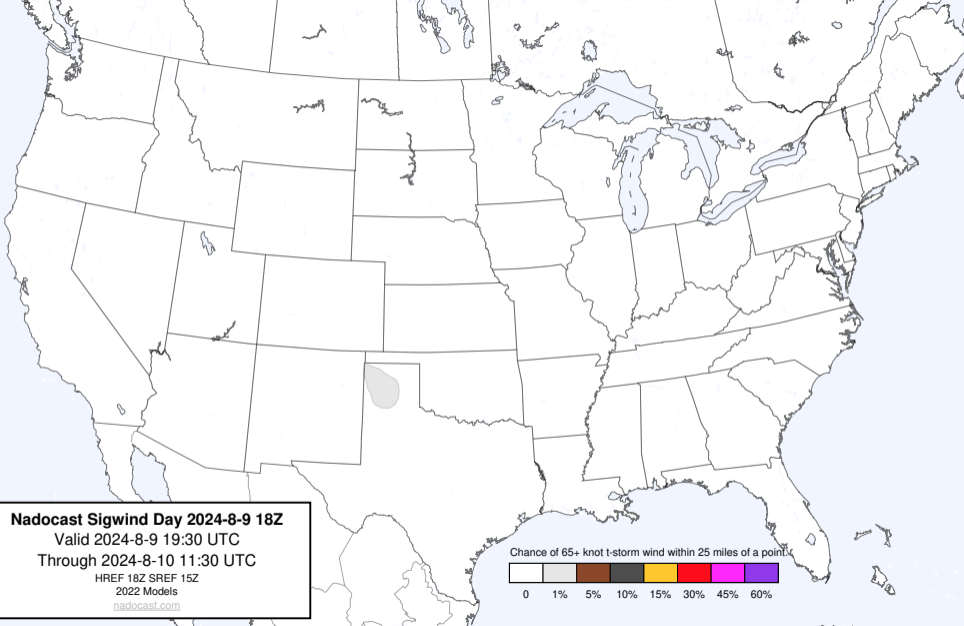 Nadocast Sigwind Day 2024-8-9 18Z
Valid 2024-8-9 19:30 UTC
Through 2024-8-10 11:30 UTC
HREF 18Z SREF 15Z
2022 Models
nadocast.com
Chance of 65+ knot t-storm wind within 25 miles of a point.
0 1% 5% 10% 15% 30% 45% 60%